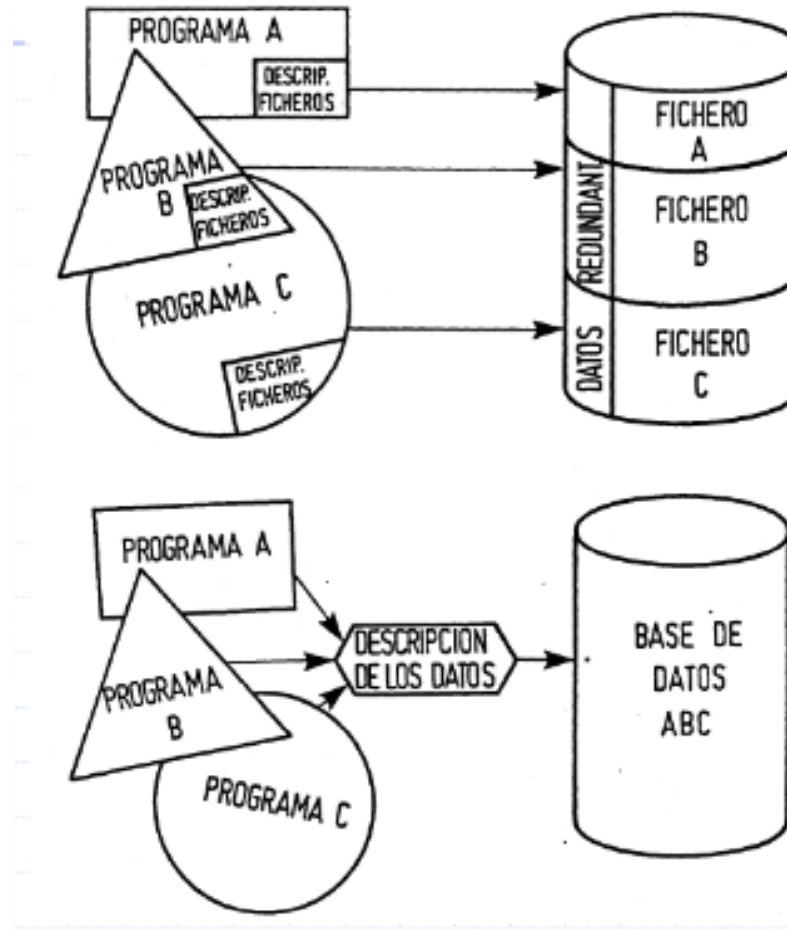 PROGRAMA A
DESCRIP.
FICHEROS
PROGRAMA
B
DESCRIP.
FICHEROS
PROGRAMA C
DESCRIP.
FICHEROS
DATOS REDUNDANT.
FICHERO
A
FICHERO
B
FICHERO
C
PROGRAMA A
PROGRAMA
B
PROGRAMA C
DESCRIPCION
DE LOS DATOS
BASE DE
DATOS
ABC